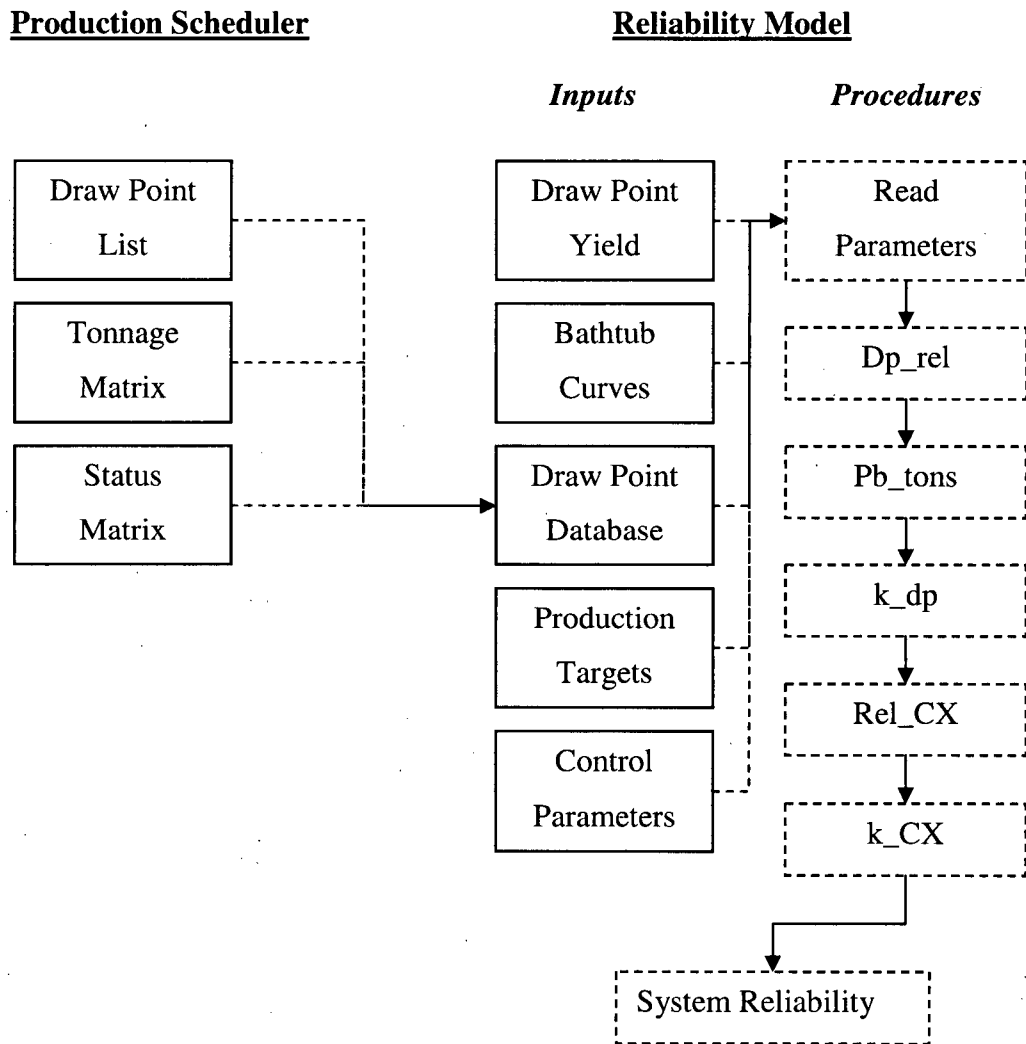 Production Scheduler
Reliability Model
Inputs
Procedures
Draw Point
List
Tonnage
Matrix
Status
Matrix
Draw Point
Yield
Bathtub
Curves
Draw Point
Database
Production
Targets
Control
Parameters
Read
Parameters
Dp_rel
Pb_tons
k_dp
Rel_CX
k_CX
System Reliability